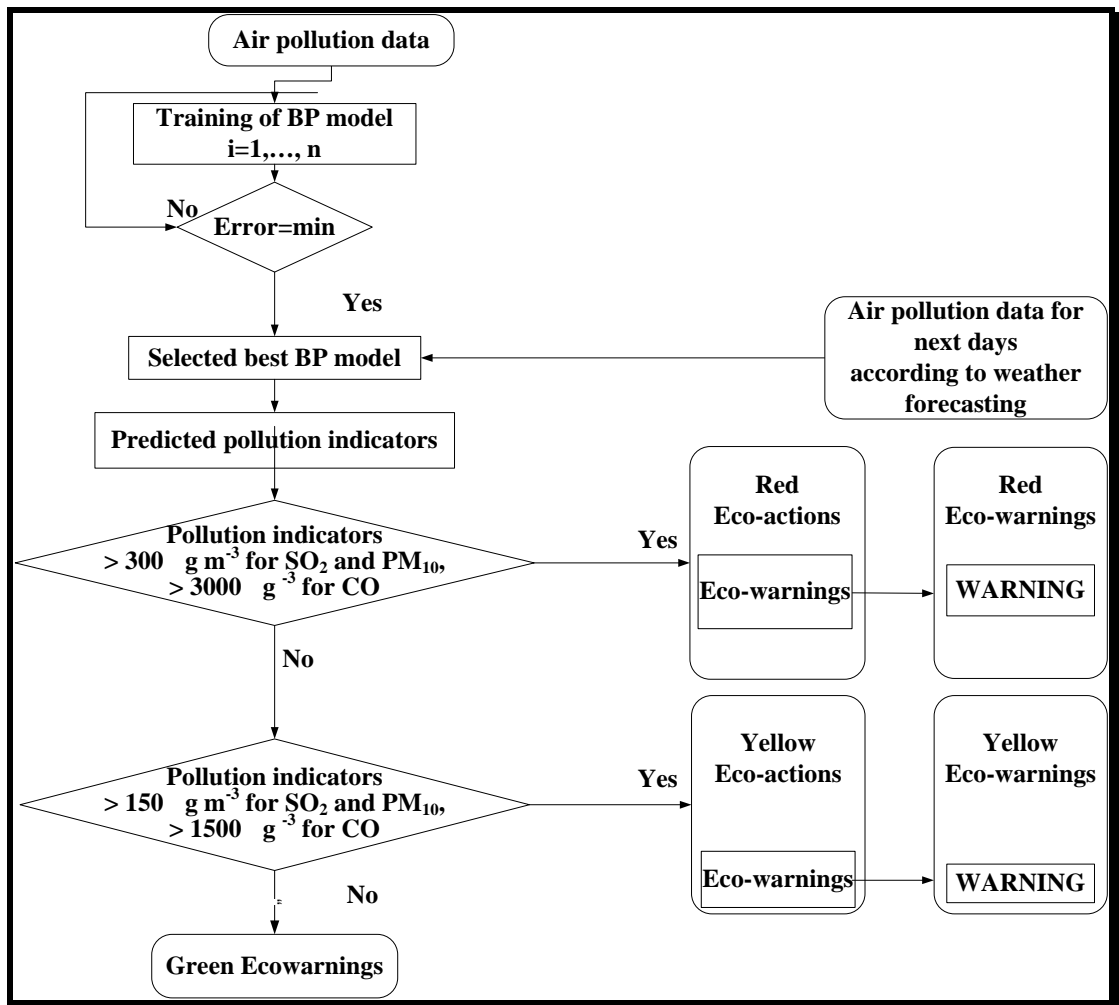 Air pollution data
Training of BP model
i=1,…, n
No
Error=min
Yes
Air pollution data for
next days
according to weather
forecasting
Selected best BP model
Predicted pollution indicators
Pollution indicators
> 300 g m-3 for SO2 and PM10,
> 3000 g -3 for CO
Yes
Red
Eco-actions
Eco-warnings
Red
Eco-warnings
WARNING
No
Pollution indicators
> 150 g m-3 for SO2 and PM10,
> 1500 g -3 for CO
Yes
Yellow
Eco-actions
Eco-warnings
Yellow
Eco-warnings
WARNING
No
Green Ecowarnings